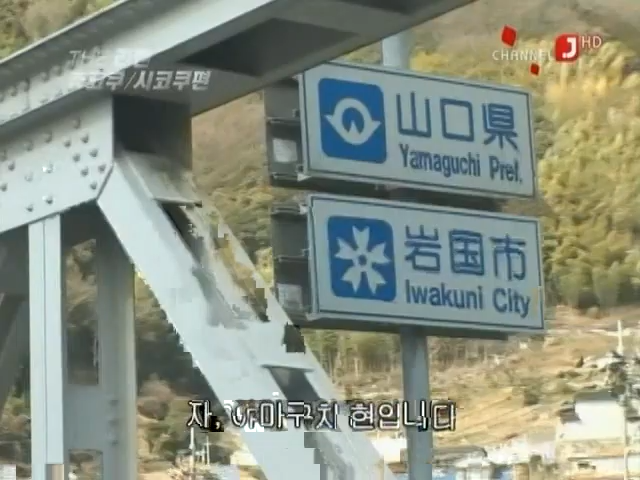 CHANNEL J HD
/시코쿠편
山口県
Yamaguchi Pref.
岩国市
Iwakuni City
자, 야마구치 현입니다